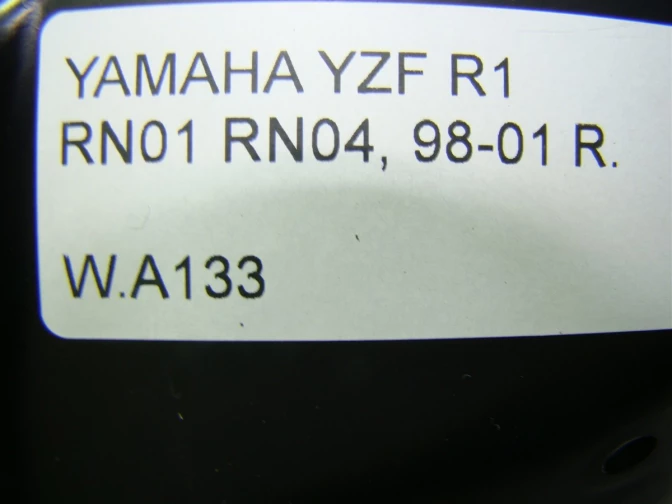 YAMAHA YZF R1
RN01 RN04, 98-01 R.
W.A133